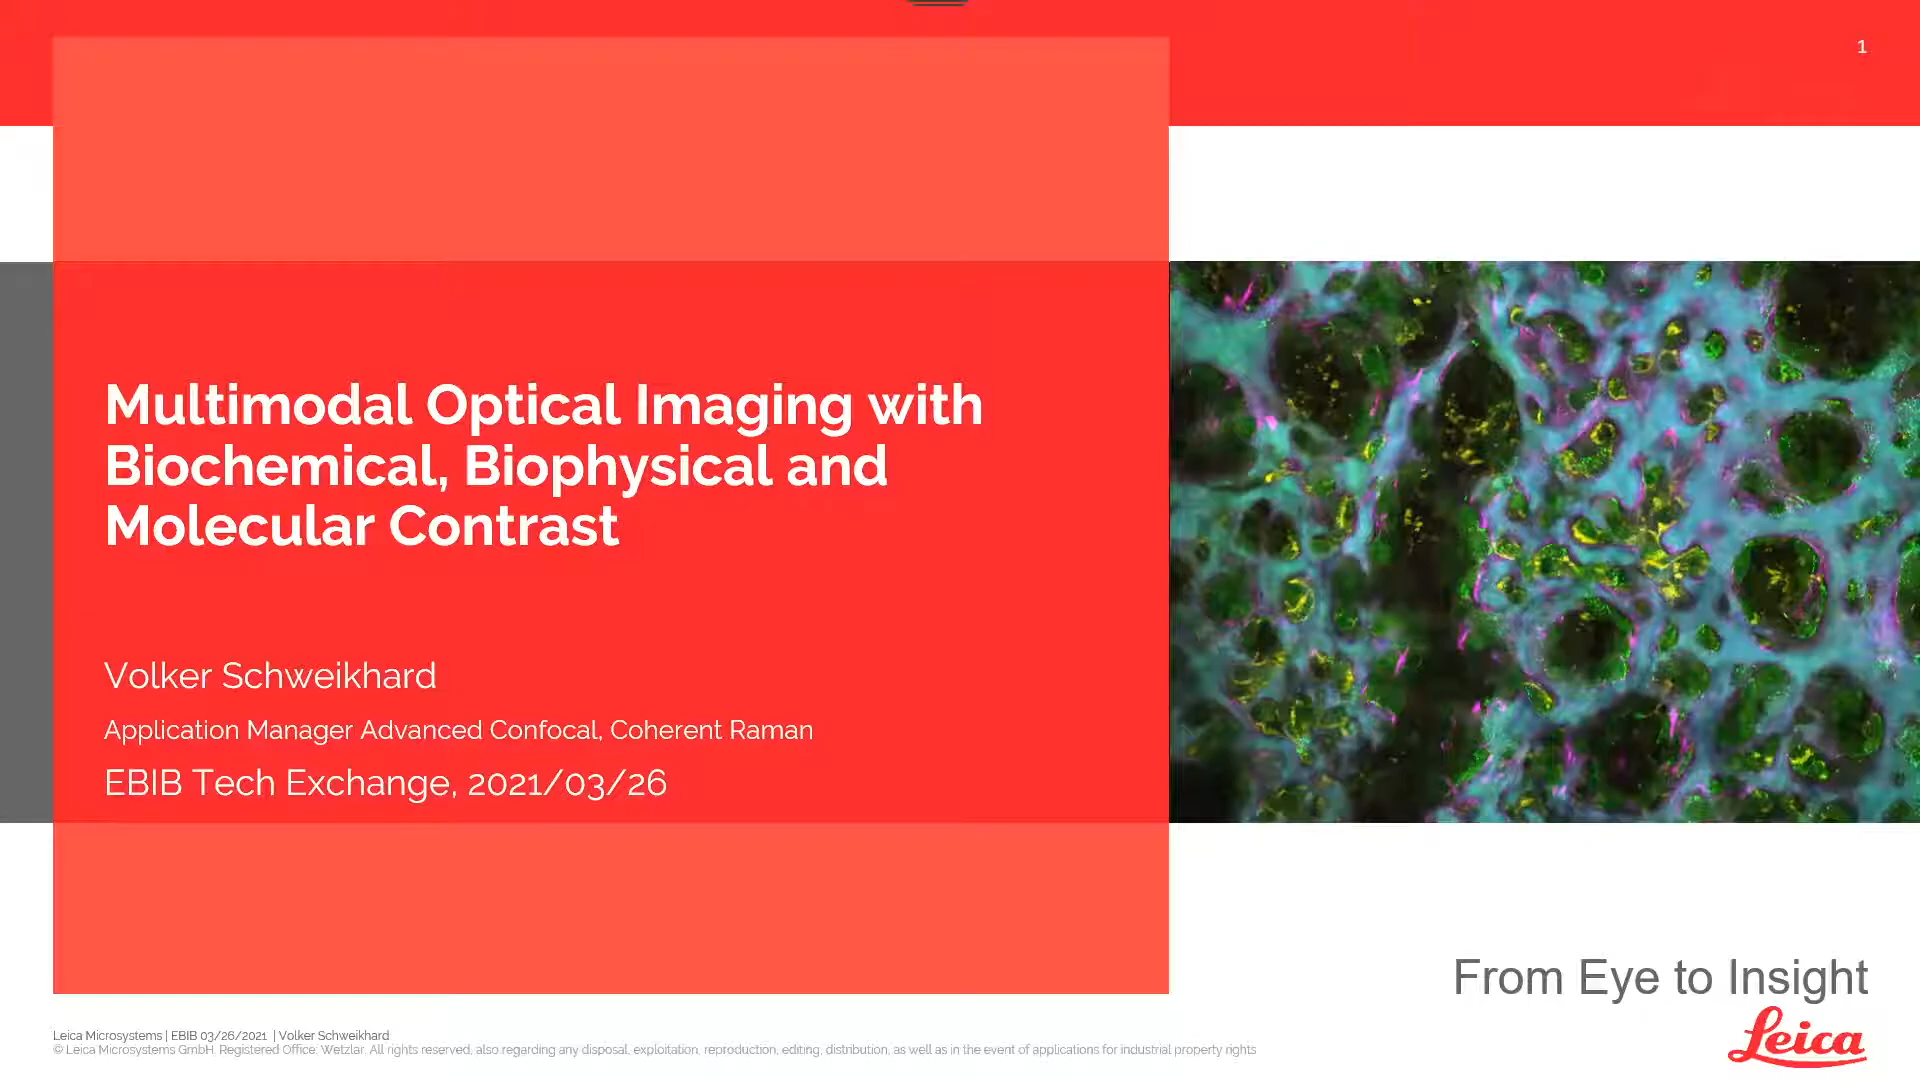 1
Multimodal Optical Imaging with
Biochemical, Biophysical and
Molecular Contrast
Volker Schweikhard
Application Manager Advanced Confocal, Coherent Raman
EBIB Tech Exchange, 2021/03/26
From Eye to Insight
Leica
Leica Microsystems | EBIB 03/26/2021 | Volker Schweikhard
© Leica Microsystems GmbH. Registered Office: Wetzlar. All rights reserved, also regarding any disposal, exploitation, reproduction, editing, distribution, as well as in the event of applications for industrial property rights